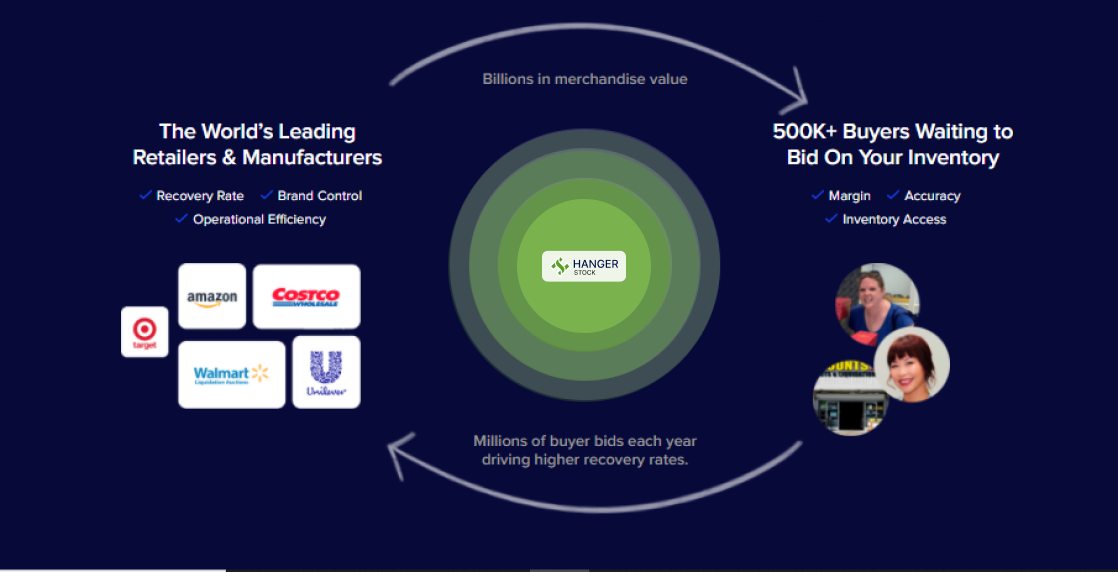 Billions in merchandise value
The World's Leading
Retailers & Manufacturers
Recovery Rate
Brand Control
Operational Efficiency
500K+ Buyers Waiting to
Bid On Your Inventory
Margin
Accuracy
Inventory Access
HANGER
STOCK
amazon
COSTCO
WHOLESALE
target
Walmart
Liquidation Auctions
Unilever
OUNTS
Millions of buyer bids each year
driving higher recovery rates.